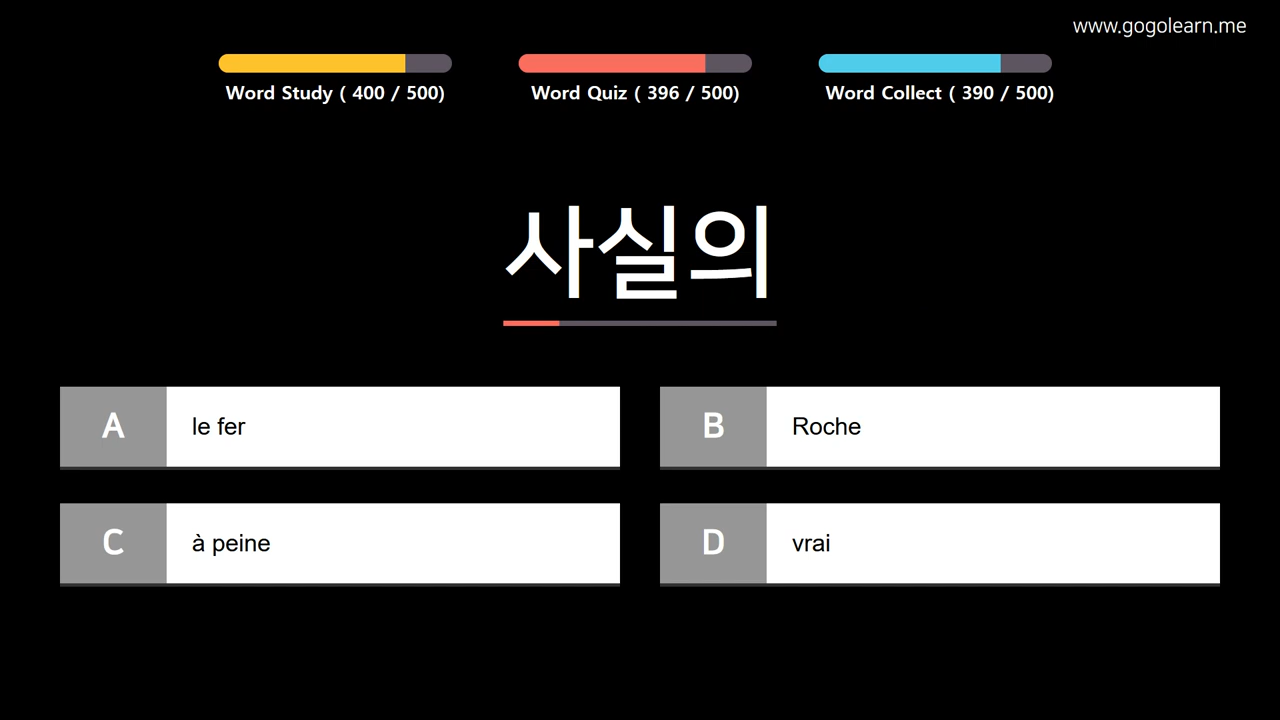 www.gogolearn.me
Word Study ( 400 / 500)
Word Quiz ( 396 / 500)
Word Collect ( 390 / 500)
사실의
A
le fer
B
Roche
C
à peine
D
vrai